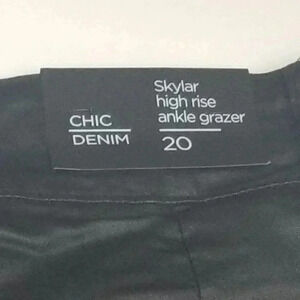 CHIC
DENIM
Skylar
high rise
ankle grazer
20